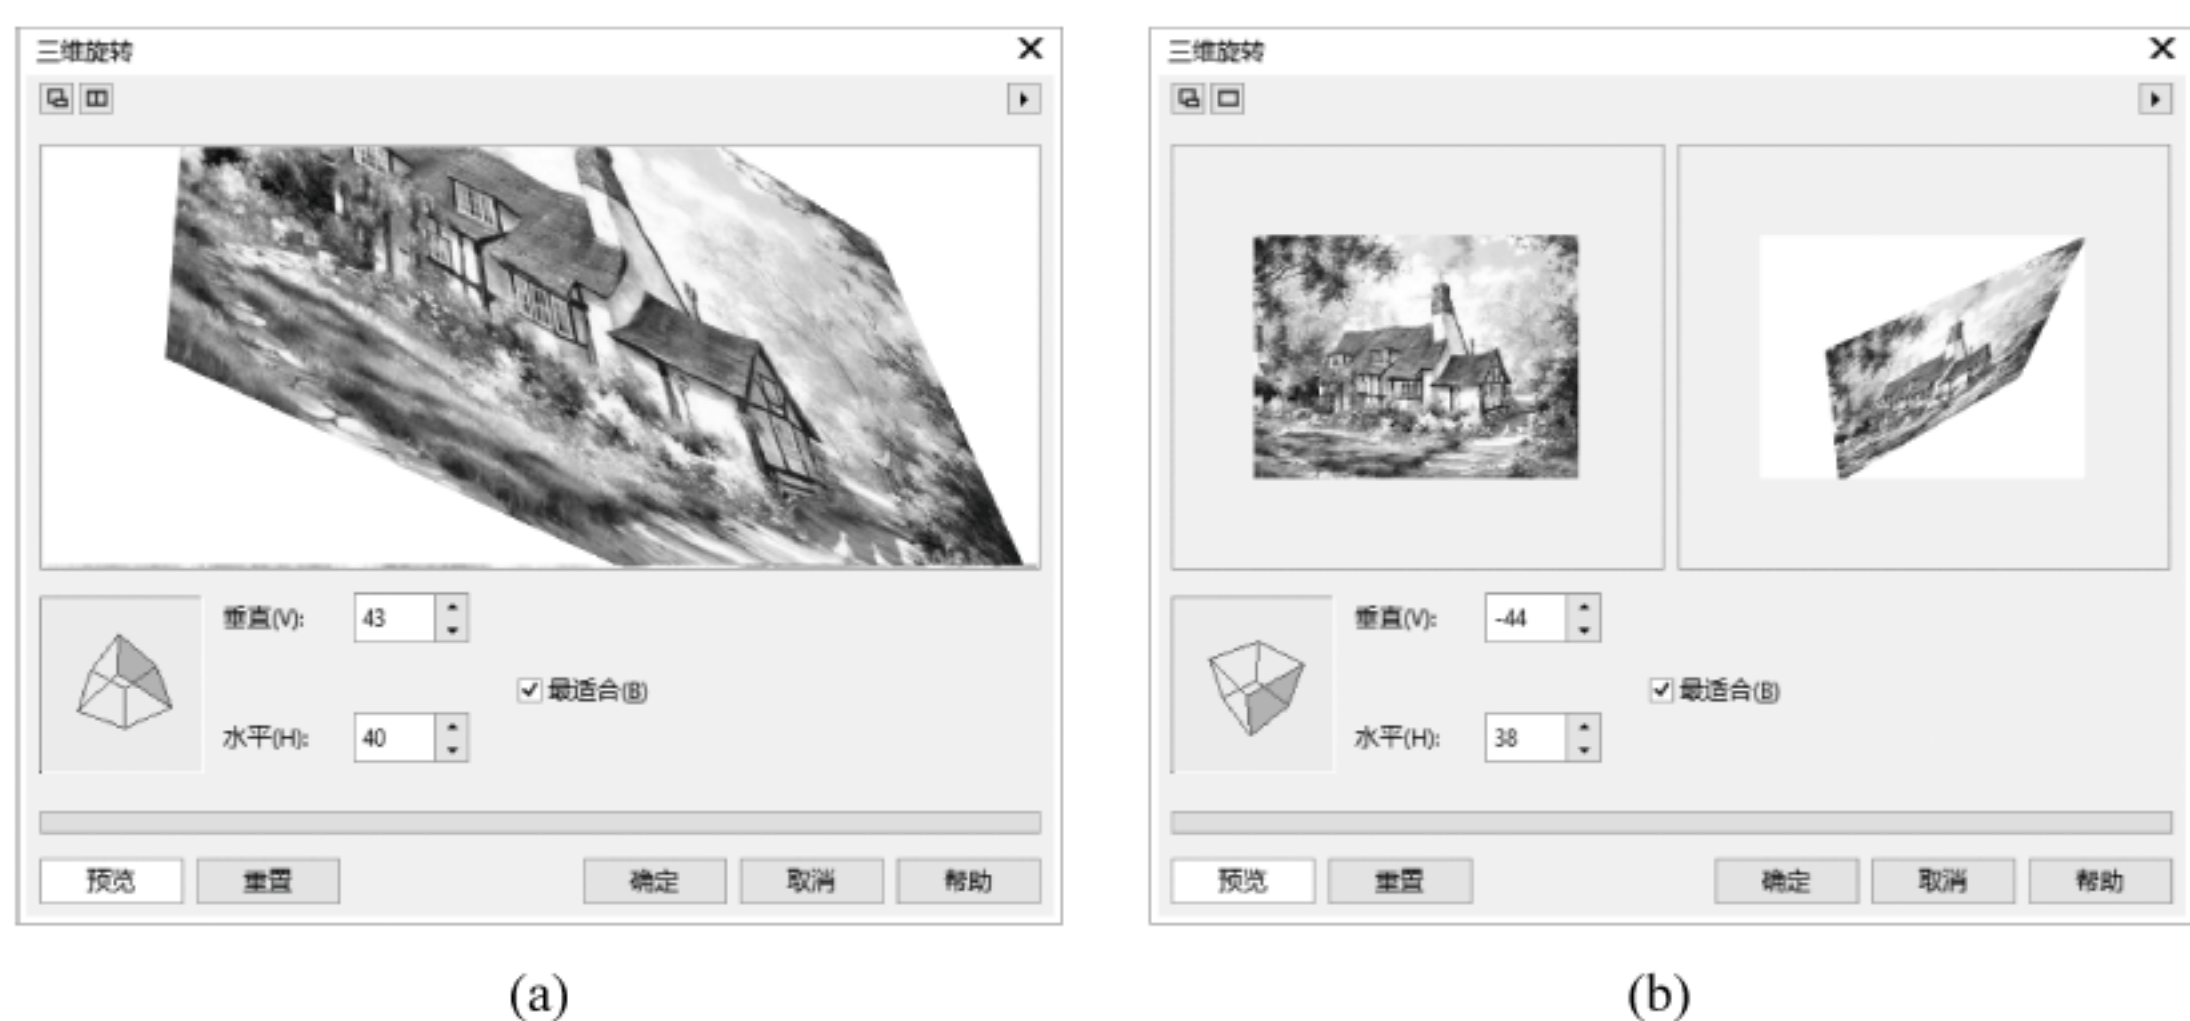 三维旋转
垂直(V): 43
最适合(B)
水平(H): 40
预览 重置 确定 取消 帮助
(a)
三维旋转
垂直(V): -44
最适合(B)
水平(H): 38
预览 重置 确定 取消 帮助
(b)